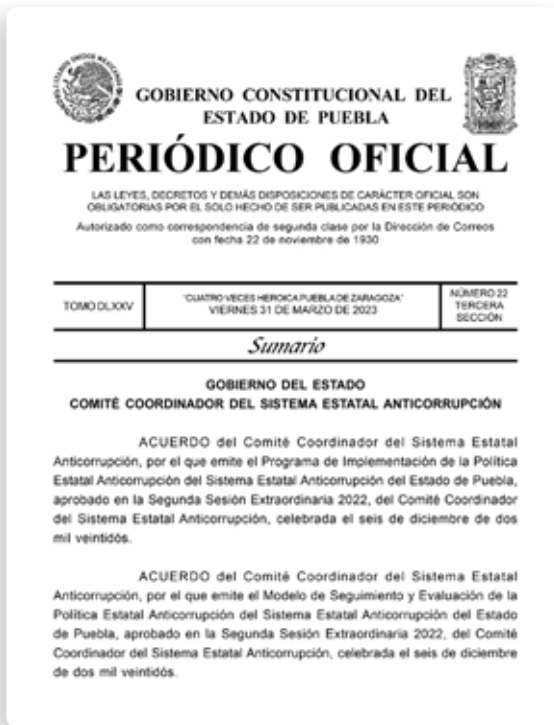 GOBIERNO CONSTITUCIONAL DEL
ESTADO DE PUEBLA
PERIÓDICO OFICIAL
LAS LEYES, DECRETOS Y DEMÁS DISPOSICIONES DE CARÁCTER OFICIAL SON
OBLIGATORIAS POR EL SOLO HECHO DE SER PUBLICADAS EN ESTE PERIÓDICO
Autorizado como correspondencia de segunda clase por la Dirección de Correos
con fecha 22 de noviembre de 1930
TOMO DLXXV
"CUATRO VECES HEROICA PUEBLA DE ZARAGOZA"
VIERNES 31 DE MARZO DE 2023
NÚMERO 22
TERCERA
SECCIÓN
Sumario
GOBIERNO DEL ESTADO
COMITÉ COORDINADOR DEL SISTEMA ESTATAL ANTICORRUPCIÓN
ACUERDO del Comité Coordinador del Sistema Estatal
Anticorrupción, por el que emite el Programa de Implementación de la Política
Estatal Anticorrupción del Sistema Estatal Anticorrupción del Estado de Puebla,
aprobado en la Segunda Sesión Extraordinaria 2022, del Comité Coordinador
del Sistema Estatal Anticorrupción, celebrada el seis de diciembre de dos
mil veintidós.
ACUERDO del Comité Coordinador del Sistema Estatal
Anticorrupción, por el que emite el Modelo de Seguimiento y Evaluación de la
Política Estatal Anticorrupción del Sistema Estatal Anticorrupción del Estado
de Puebla, aprobado en la Segunda Sesión Extraordinaria 2022, del Comité
Coordinador del Sistema Estatal Anticorrupción, celebrada el seis de diciembre
de dos mil veintidós.